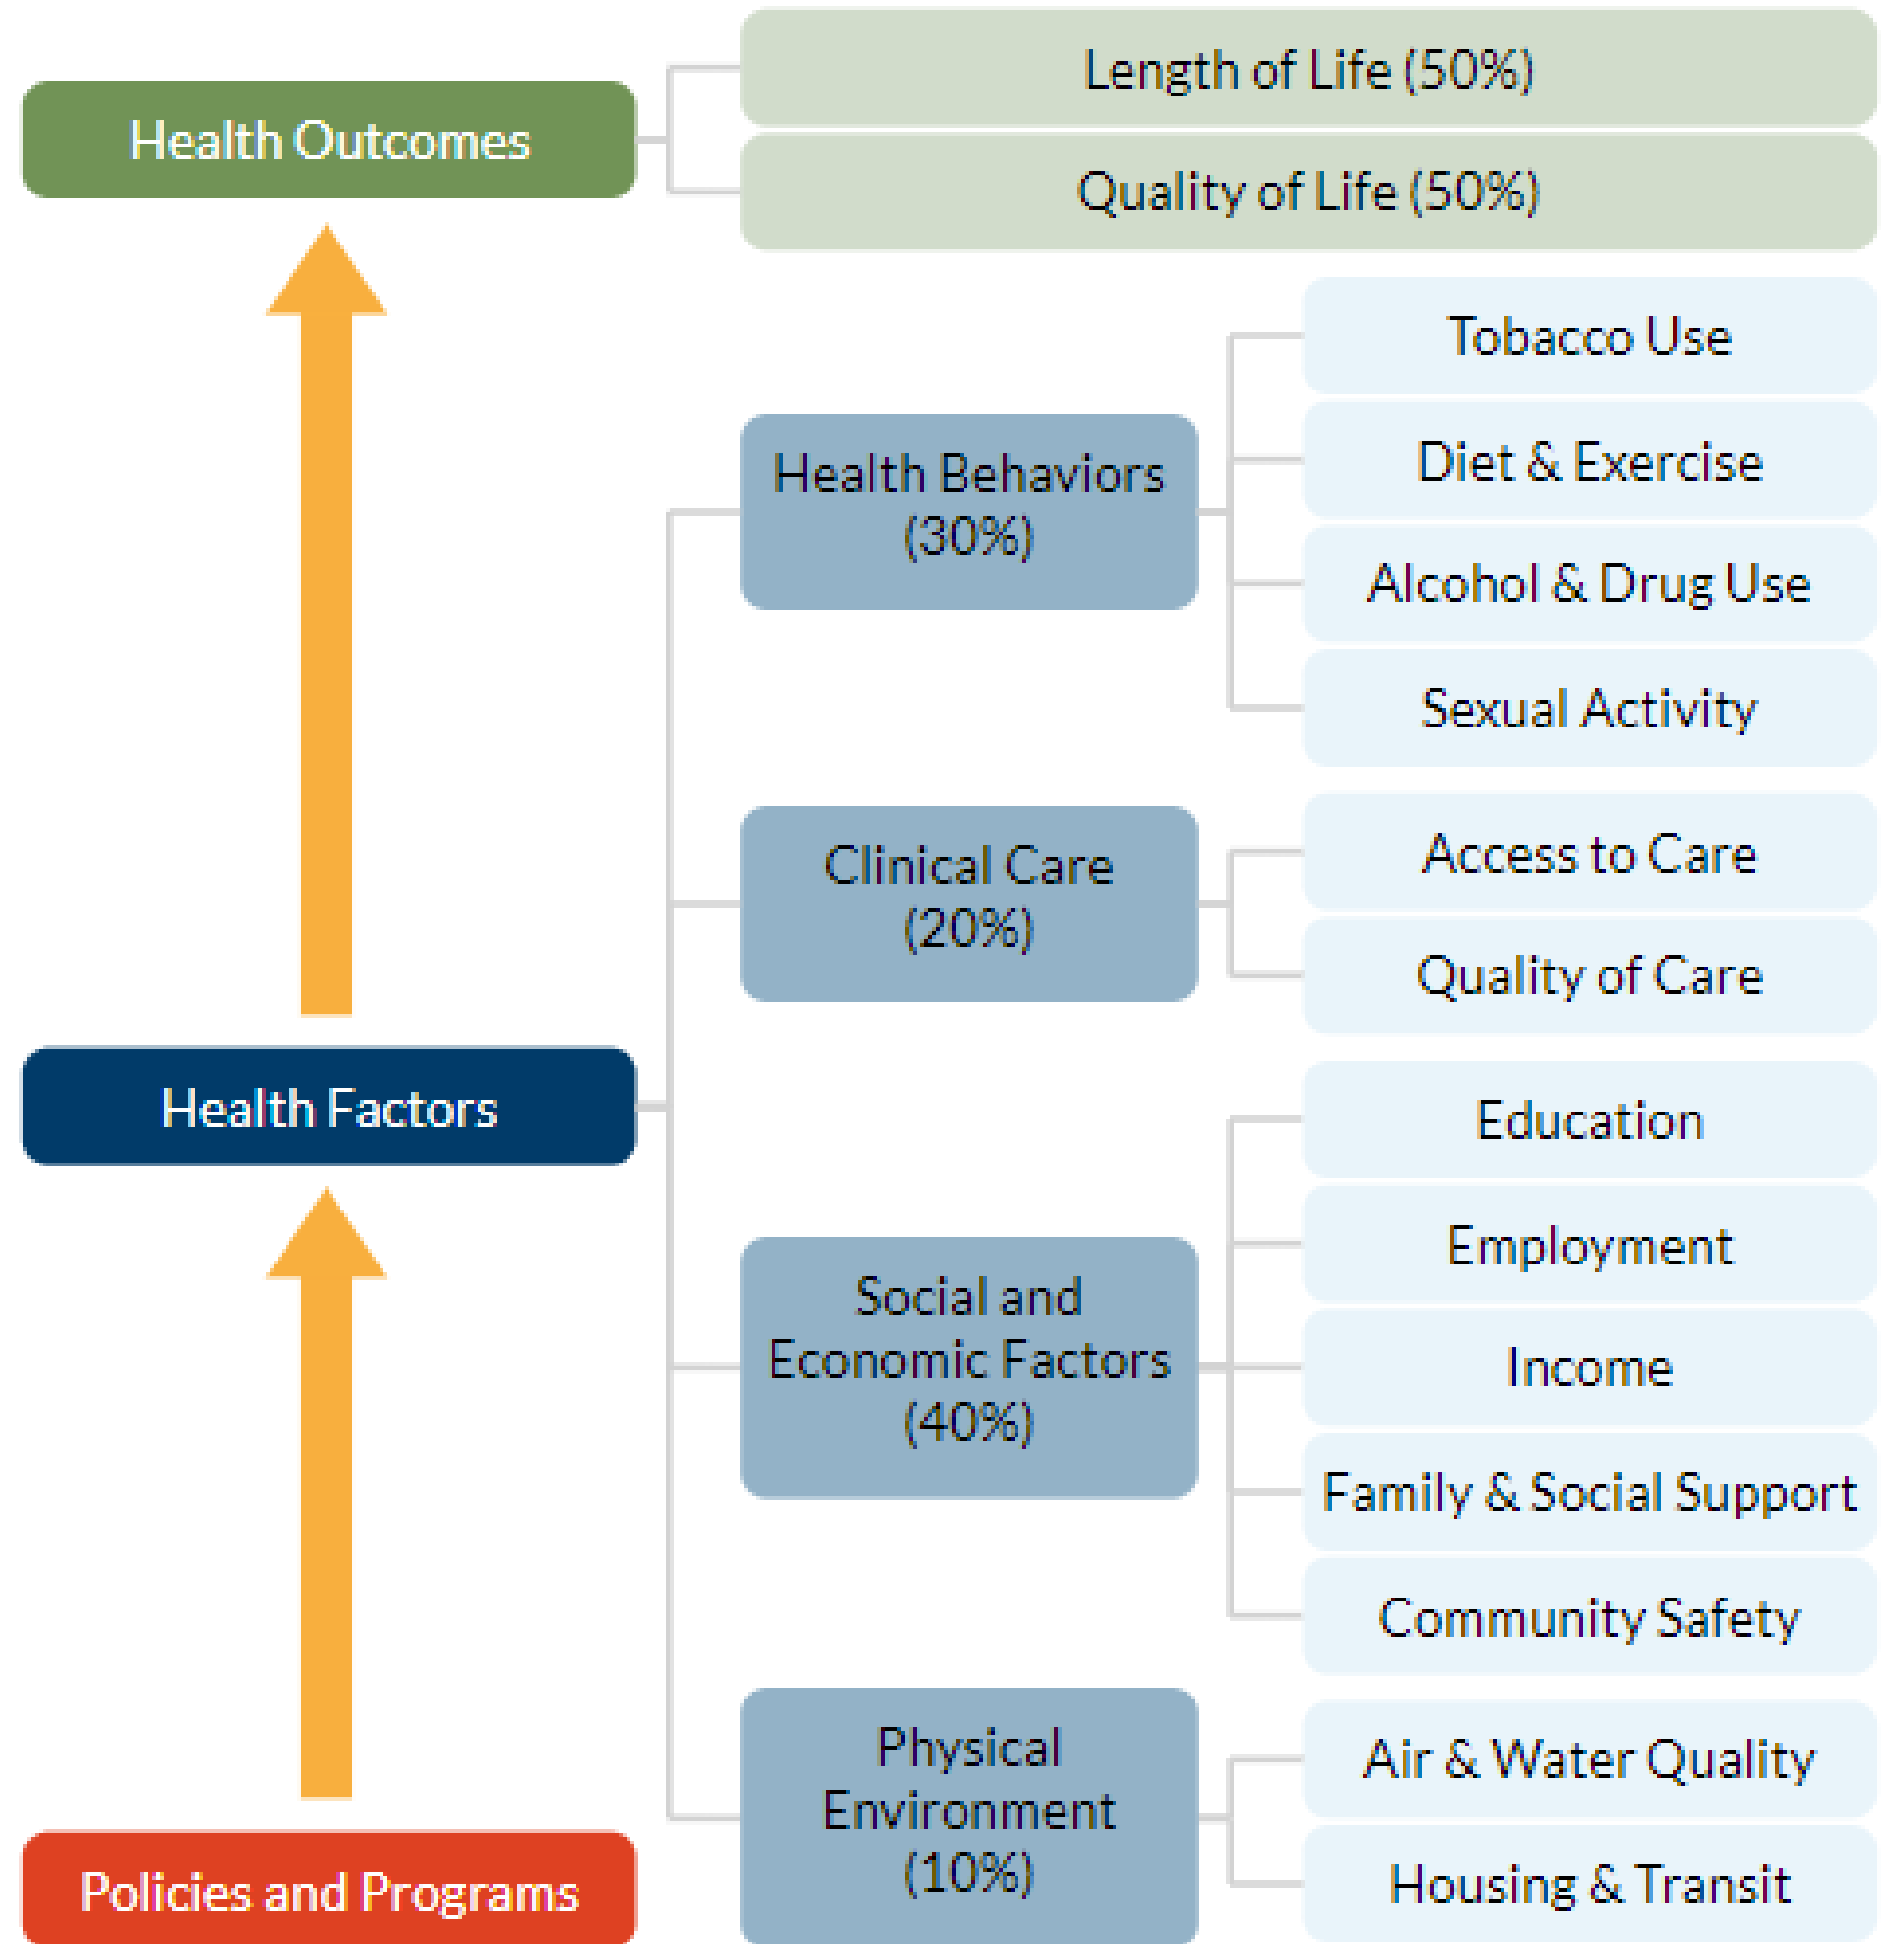 Health Outcomes
Length of Life (50%)
Quality of Life (50%)
Health Factors
Health Behaviors
(30%)
Tobacco Use
Diet & Exercise
Alcohol & Drug Use
Sexual Activity
Clinical Care
(20%)
Access to Care
Quality of Care
Social and
Economic Factors
(40%)
Education
Employment
Income
Family & Social Support
Community Safety
Physical
Environment
(10%)
Air & Water Quality
Housing & Transit
Policies and Programs